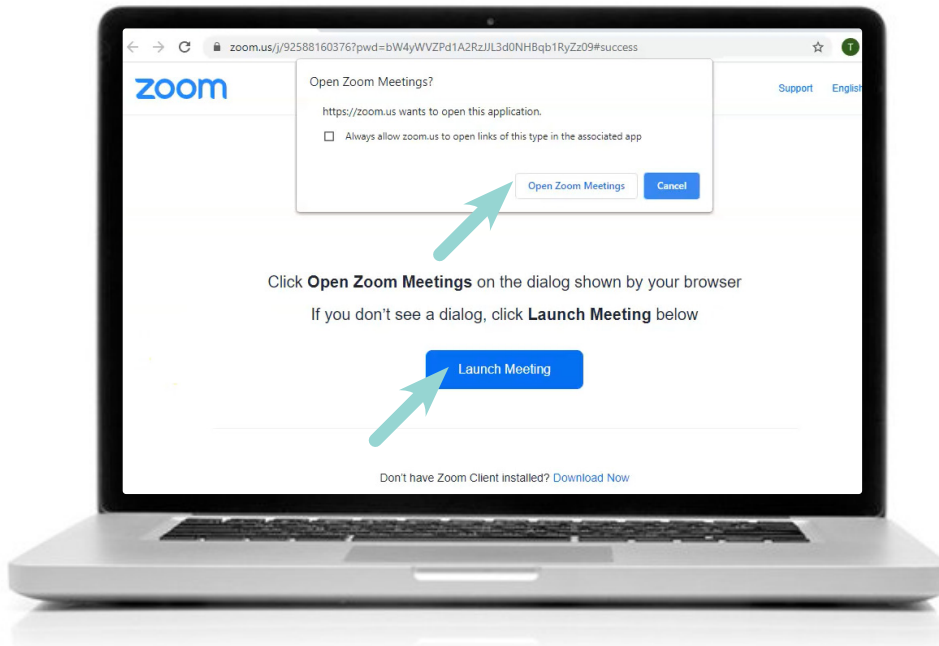 zoom.us/j/92588160376?pwd=bW4yWVZPd1A2RzJJL3d0NHBqb1RyZz09#success
T
zoom
Support English
Open Zoom Meetings?
https://zoom.us wants to open this application.
Always allow zoom.us to open links of this type in the associated app
Open Zoom Meetings Cancel
Click Open Zoom Meetings on the dialog shown by your browser
If you don't see a dialog, click Launch Meeting below
Launch Meeting
Don't have Zoom Client installed? Download Now